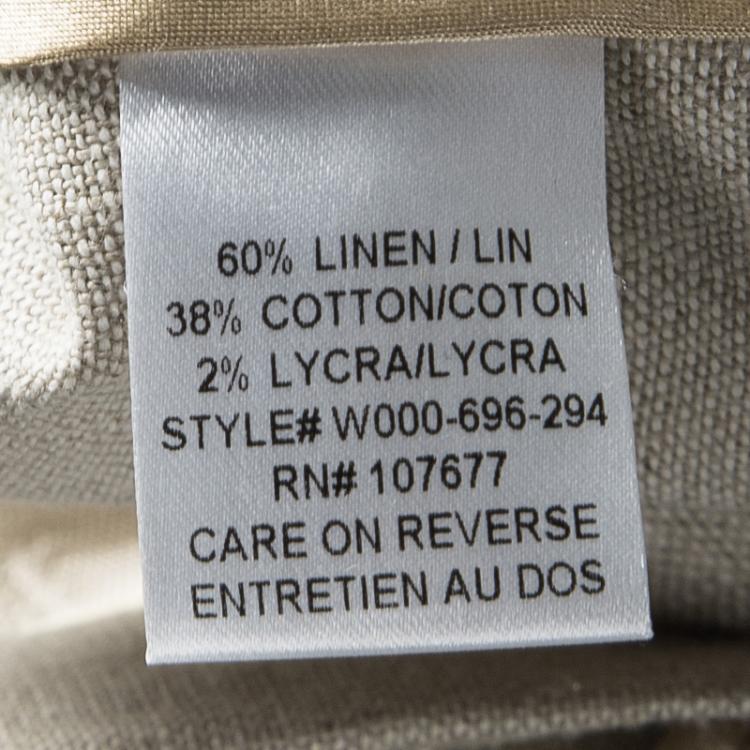 60% LINEN / LIN
38% COTTON/COTON
2% LYCRA/LYCRA
STYLE# W000-696-294
RN# 107677
CARE ON REVERSE
ENTRETIEN AU DOS